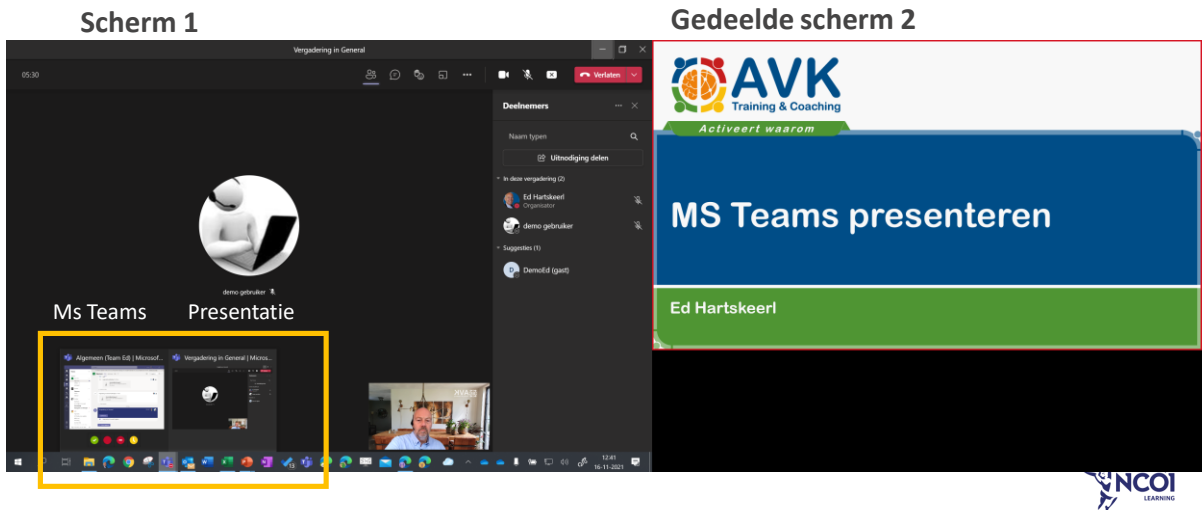 Scherm 1
Gedeelde scherm 2
Vergadering in General
05:30
Verlaten
Deelnemers
Naam typen
Uitnodiging delen
In deze vergadering (2)
Ed Hartskeerl
Organisator
demo gebruiker
Suggesties (1)
D
DemoEd (gast)
demo gebruiker
Ms Teams
Presentatie
Algemeen (Team Ed) | Microsof...
Vergadering in General | Micros...
AVK
12:41
16-11-2021
AVK
Training & Coaching
Activeert waarom
MS Teams presenteren
Ed Hartskeerl
NCOI
LEARNING